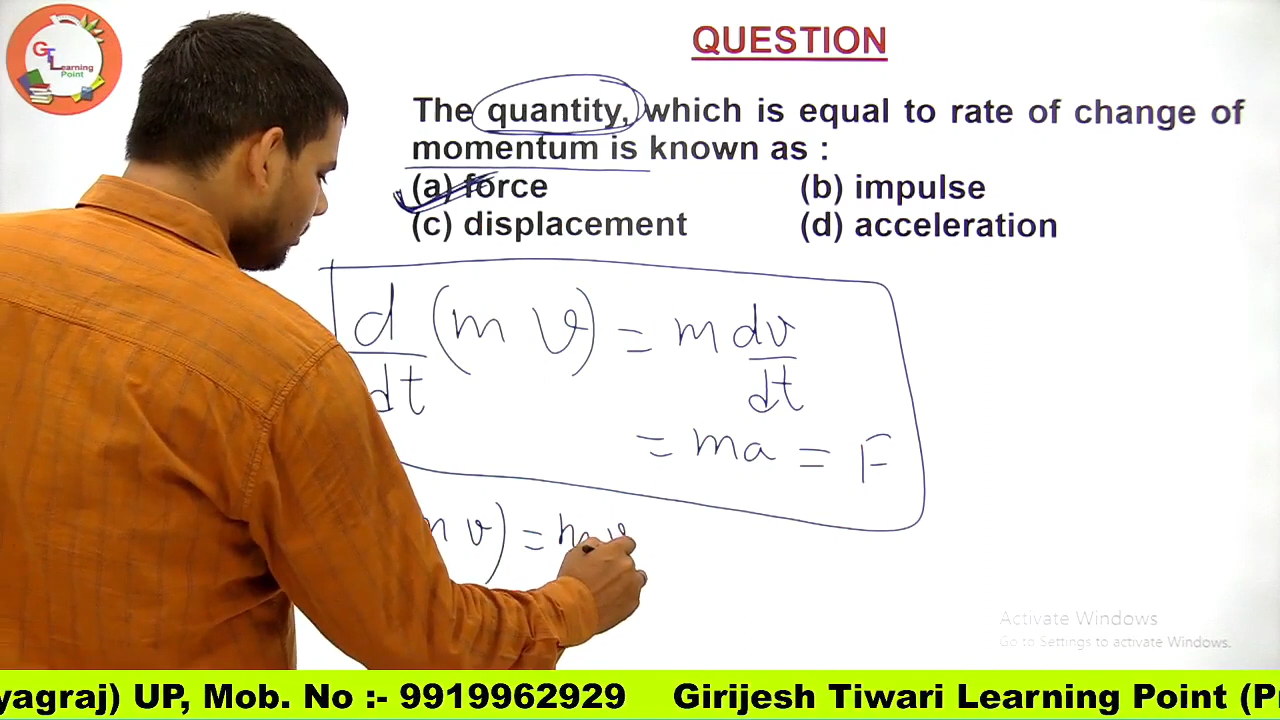 GT Learning
Point
QUESTION
The quantity, which is equal to rate of change of
momentum is known as :
(a) force
(b) impulse
(c) displacement
(d) acceleration
d/dt (m v) = m dv/dt
= ma = F
m v) = m v
Activate Windows
Go to Settings to activate Windows.
yagraj) UP, Mob. No :- 9919962929 Girijesh Tiwari Learning Point (P